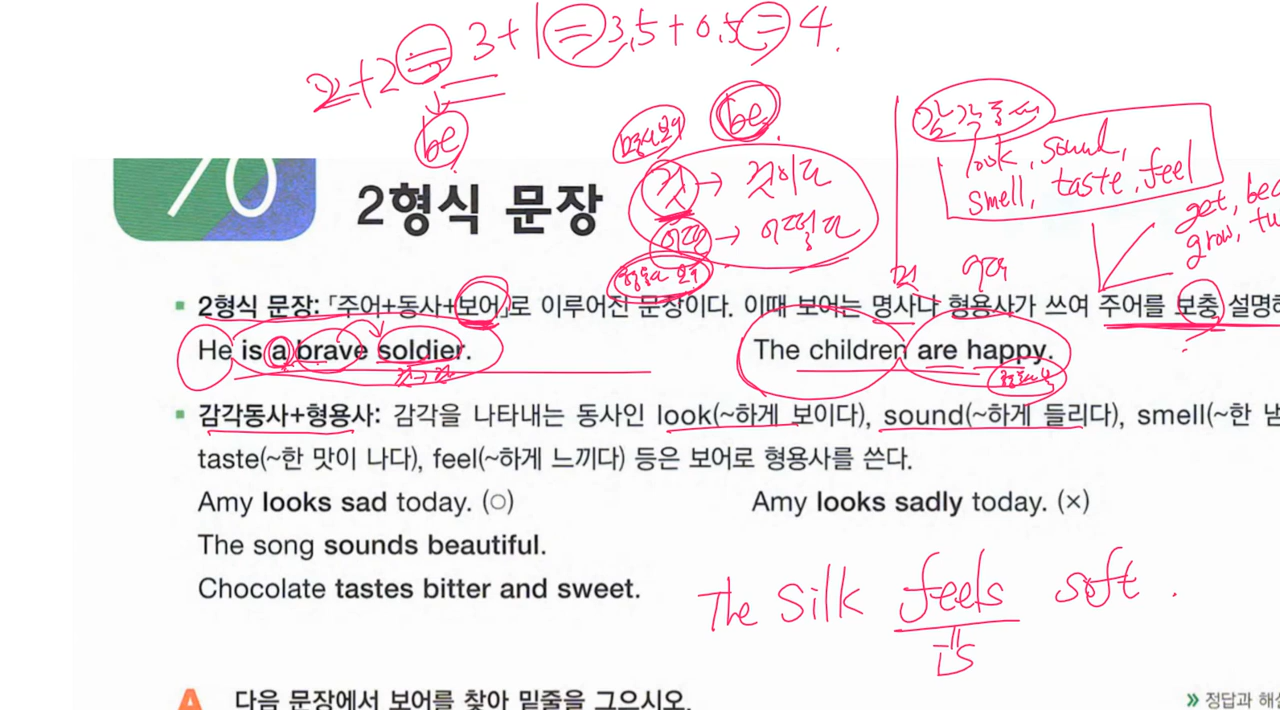 2+2=3+1=3.5+0.5=4.
be
명사보어
be.
것→ 것이다
어떤→ 어떻다
형용사 보어
감각동사
look, sound,
smell, taste, feel
get, bec
grow, tu
70
2형식 문장
것 어떤
2형식 문장: 「주어+동사+보어」로 이루어진 문장이다. 이때 보어는 명사나 형용사가 쓰여 주어를 보충 설명하
He is a brave soldier. The children are happy.
감각동사+형용사: 감각을 나타내는 동사인 look(~하게 보이다), sound(~하게 들리다), smell(~한 냄
taste(~한 맛이 나다), feel(~하게 느끼다) 등은 보어로 형용사를 쓴다.
Amy looks sad today. (○) Amy looks sadly today. (×)
The song sounds beautiful.
Chocolate tastes bitter and sweet.
The silk feels soft.
=
is
A 다음 문장에서 보어를 찾아 밑줄을 그으시오.
» 정답과 해설